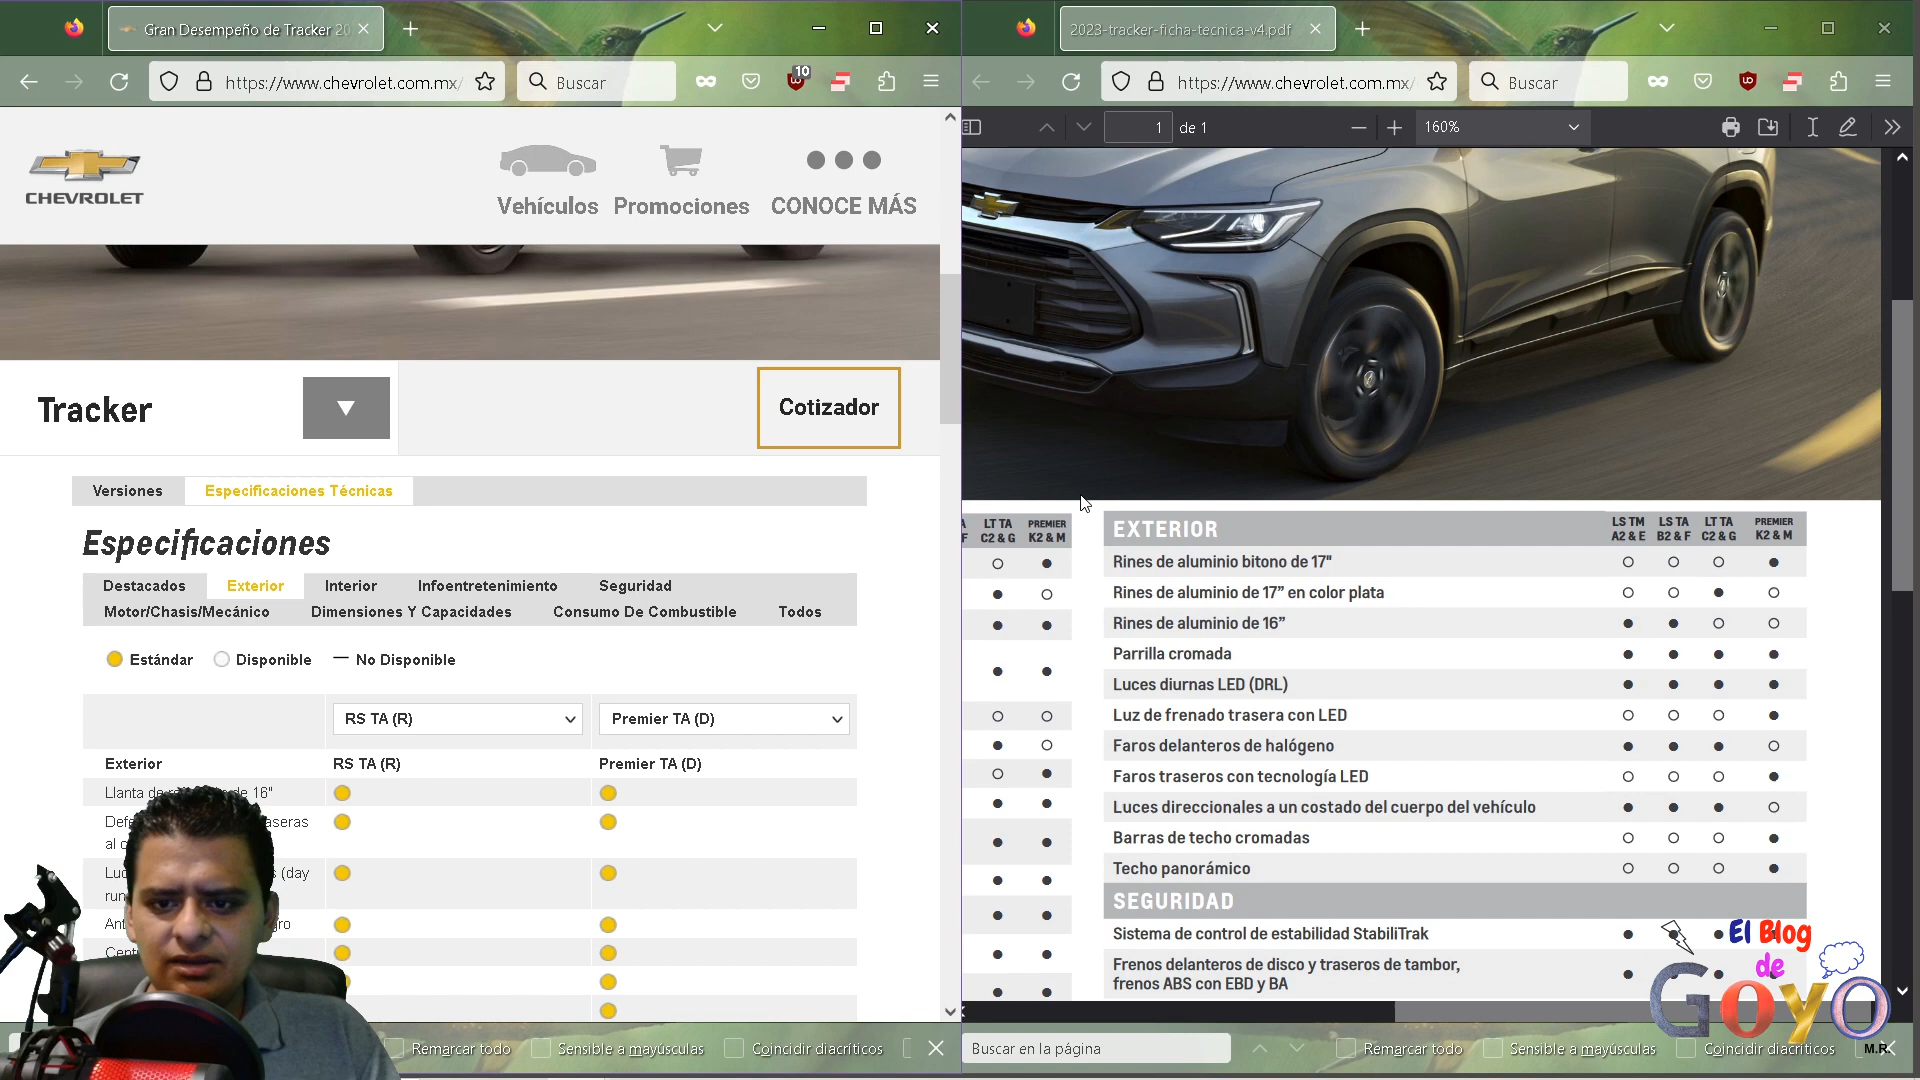 Gran Desempeño de Tracker 20
https://www.chevrolet.com.mx/
Buscar
10
CHEVROLET
Vehículos
Promociones
CONOCE MÁS
Tracker
Cotizador
Versiones
Especificaciones Técnicas
Especificaciones
Destacados
Exterior
Interior
Infoentretenimiento
Seguridad
Motor/Chasis/Mecánico
Dimensiones Y Capacidades
Consumo De Combustible
Todos
Estándar
Disponible
No Disponible
RS TA (R)
Premier TA (D)
Exterior
RS TA (R)
Premier TA (D)
Llanta de de 16"
(day
Remarcar todo
Sensible a mayúsculas
Coincidir diacríticos
2023-tracker-ficha-tecnica-v4.pdf
https://www.chevrolet.com.mx/
Buscar
1
de 1
160%
LT TA
C2 & G
PREMIER
K2 & M
EXTERIOR
LS TM
A2 & E
LS TA
B2 & F
LT TA
C2 & G
PREMIER
K2 & M
Rines de aluminio bitono de 17"
Rines de aluminio de 17” en color plata
Rines de aluminio de 16”
Parrilla cromada
Luces diurnas LED (DRL)
Luz de frenado trasera con LED
Faros delanteros de halógeno
Faros traseros con tecnología LED
Luces direccionales a un costado del cuerpo del vehículo
Barras de techo cromadas
Techo panorámico
SEGURIDAD
Sistema de control de estabilidad StabiliTrak
Frenos delanteros de disco y traseros de tambor,
frenos ABS con EBD y BA
El Blog
de
GOYO
M.R.
Buscar en la página
Remarcar todo
Sensible a mayúsculas
Coincidir diacríticos